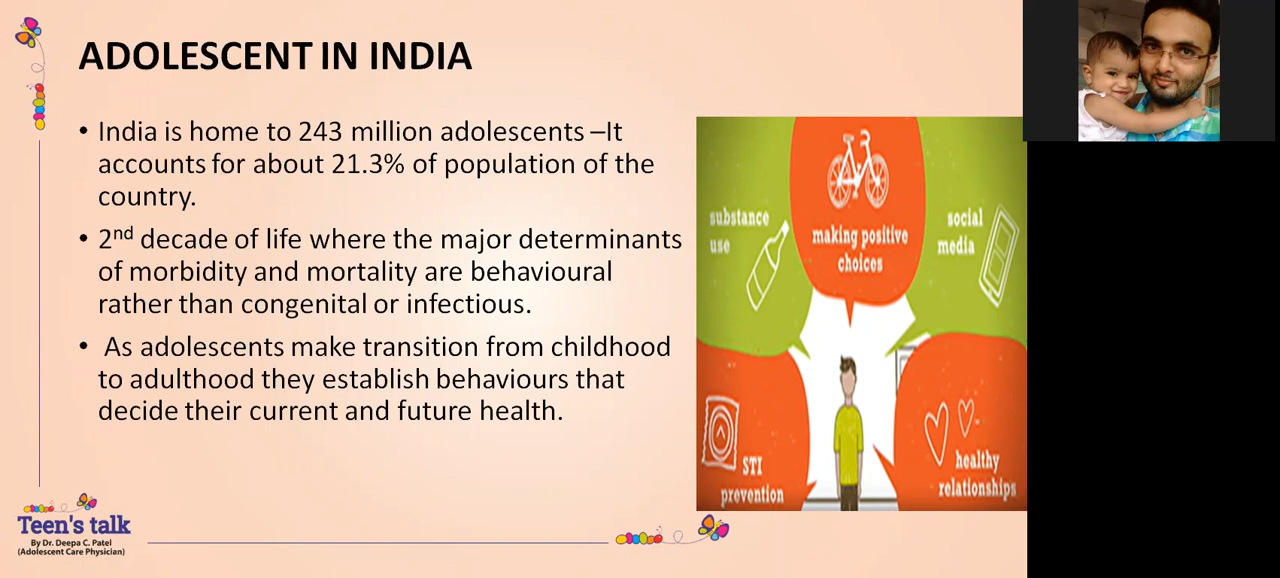 ADOLESCENT IN INDIA
• India is home to 243 million adolescents –It
accounts for about 21.3% of population of the
country.
• 2nd decade of life where the major determinants
of morbidity and mortality are behavioural
rather than congenital or infectious.
• As adolescents make transition from childhood
to adulthood they establish behaviours that
decide their current and future health.
substance
use
making positive
choices
social
media
STI
prevention
healthy
relationships
Teen's talk
By Dr. Deepa C. Patel
(Adolescent Care Physician)